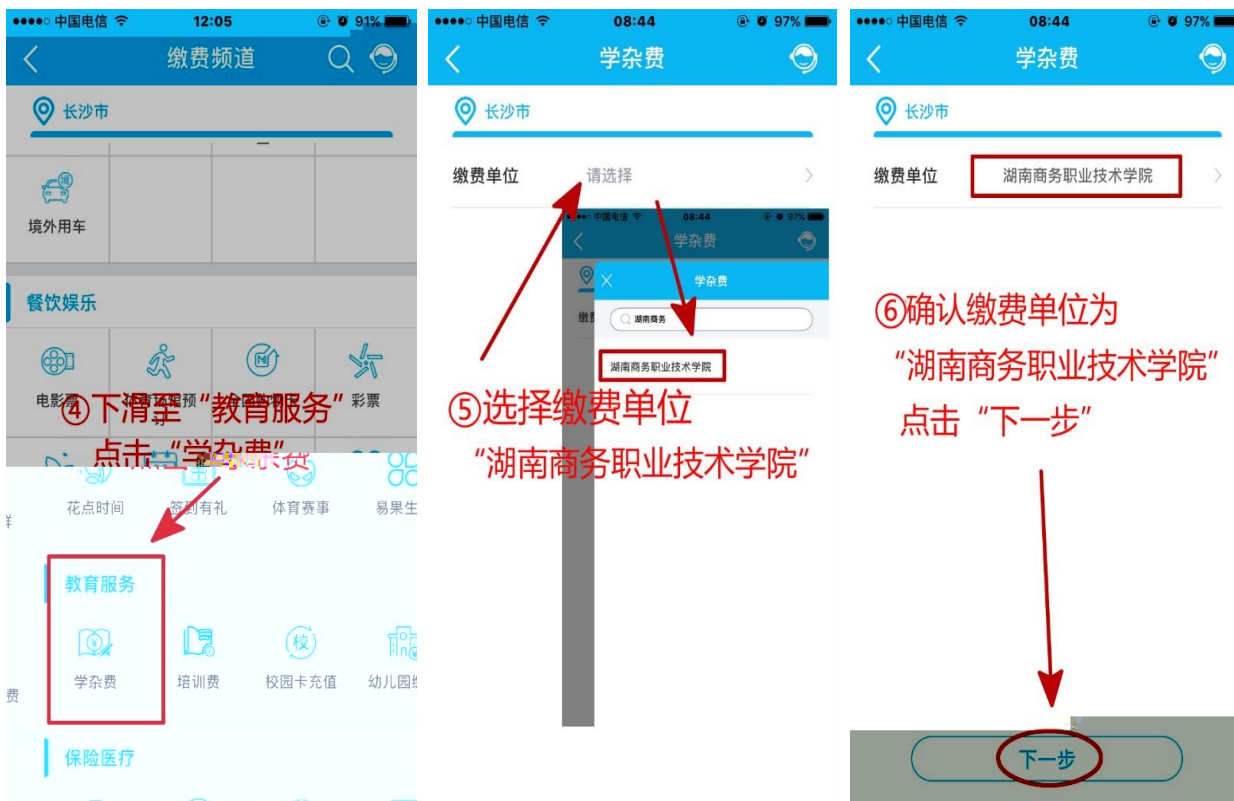 中国电信
12:05
91%
缴费频道
长沙市
境外用车
餐饮娱乐
电影票
彩票
④下滑至“教育服务”
点击“学杂费”
花点时间
签到有礼
体育赛事
易果生
教育服务
学杂费
培训费
校园卡充值
幼儿园
费
保险医疗
中国电信
08:44
97%
学杂费
长沙市
缴费单位
请选择
中国电信
08:44
97%
学杂费
学杂费
湖南商务
湖南商务职业技术学院
⑤选择缴费单位
“湖南商务职业技术学院”
中国电信
08:44
97%
学杂费
长沙市
缴费单位
湖南商务职业技术学院
⑥确认缴费单位为
“湖南商务职业技术学院”
点击“下一步”
下一步